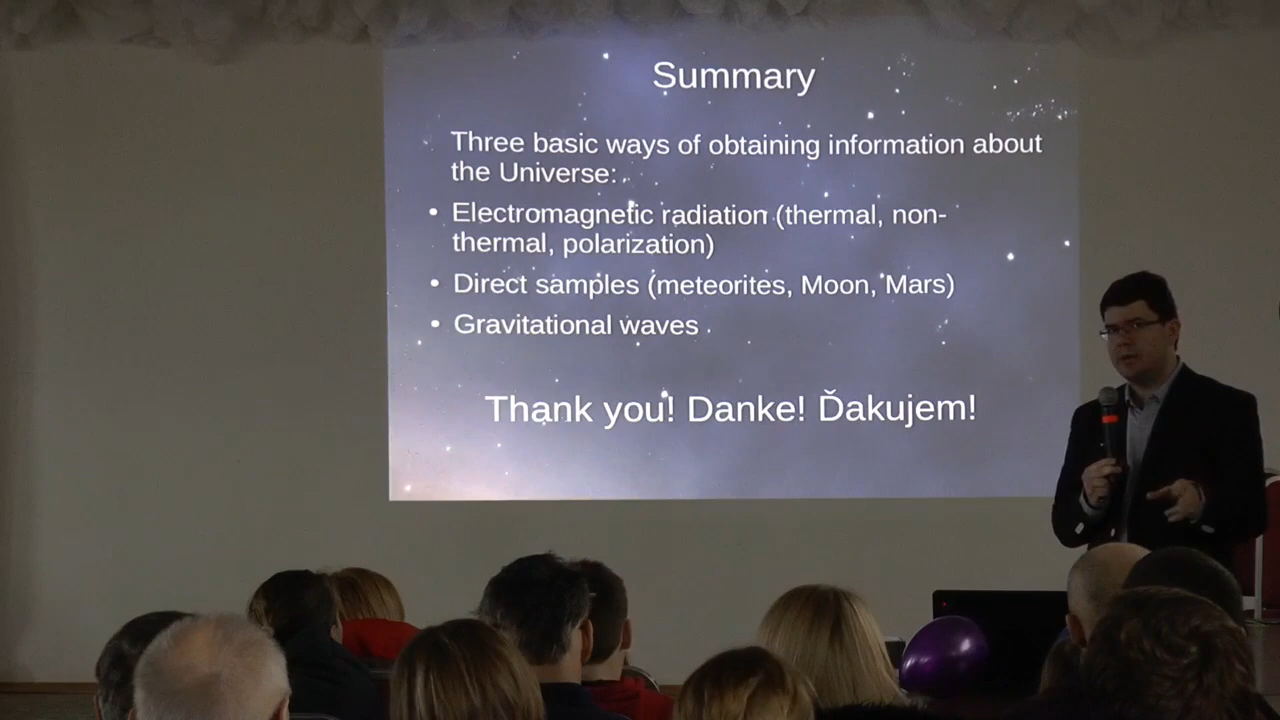 Summary
Three basic ways of obtaining information about
the Universe:
• Electromagnetic radiation (thermal, non-
thermal, polarization)
• Direct samples (meteorites, Moon, Mars)
• Gravitational waves
Thank you! Danke! Ďakujem!